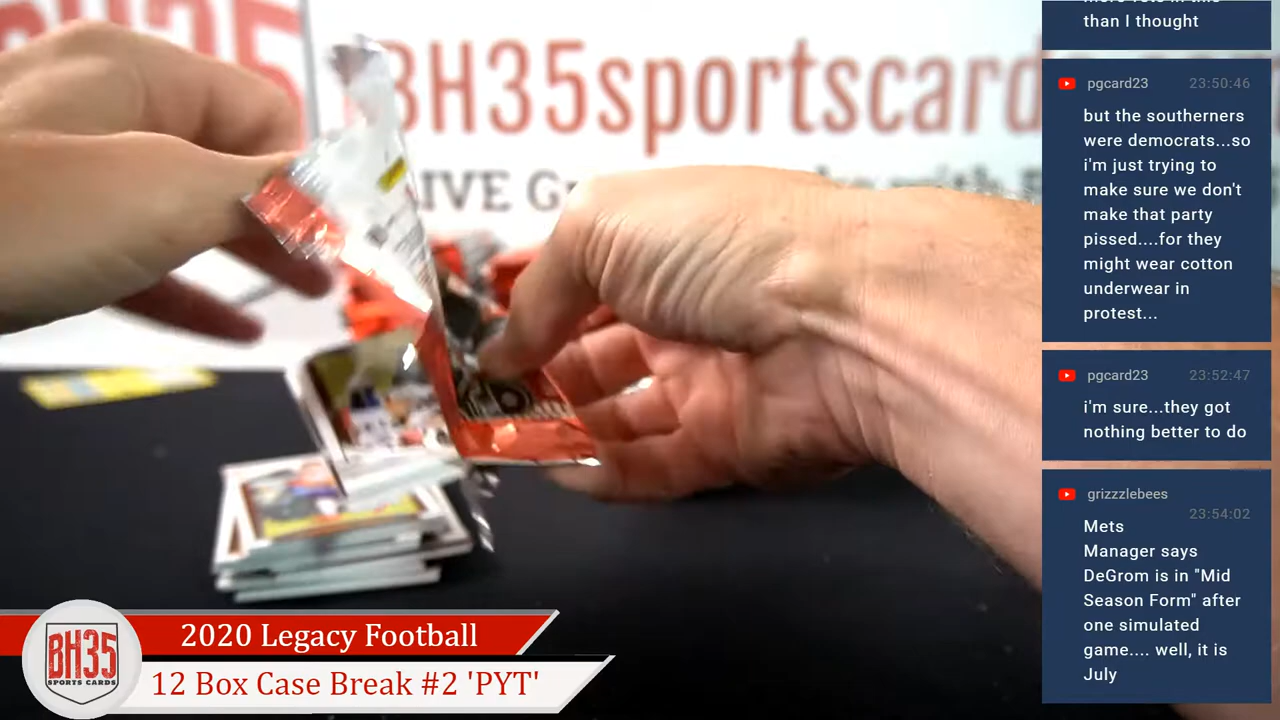 BH35sportscard
LIVE G
than I thought
pgcard23 23:50:46
but the southerners
were democrats...so
i'm just trying to
make sure we don't
make that party
pissed....for they
might wear cotton
underwear in
protest...
pgcard23 23:52:47
i'm sure...they got
nothing better to do
grizzzlebees
23:54:02
Mets
Manager says
DeGrom is in "Mid
Season Form" after
one simulated
game.... well, it is
July
2020 Legacy Football
12 Box Case Break #2 'PYT'
BH35
SPORTS CARDS